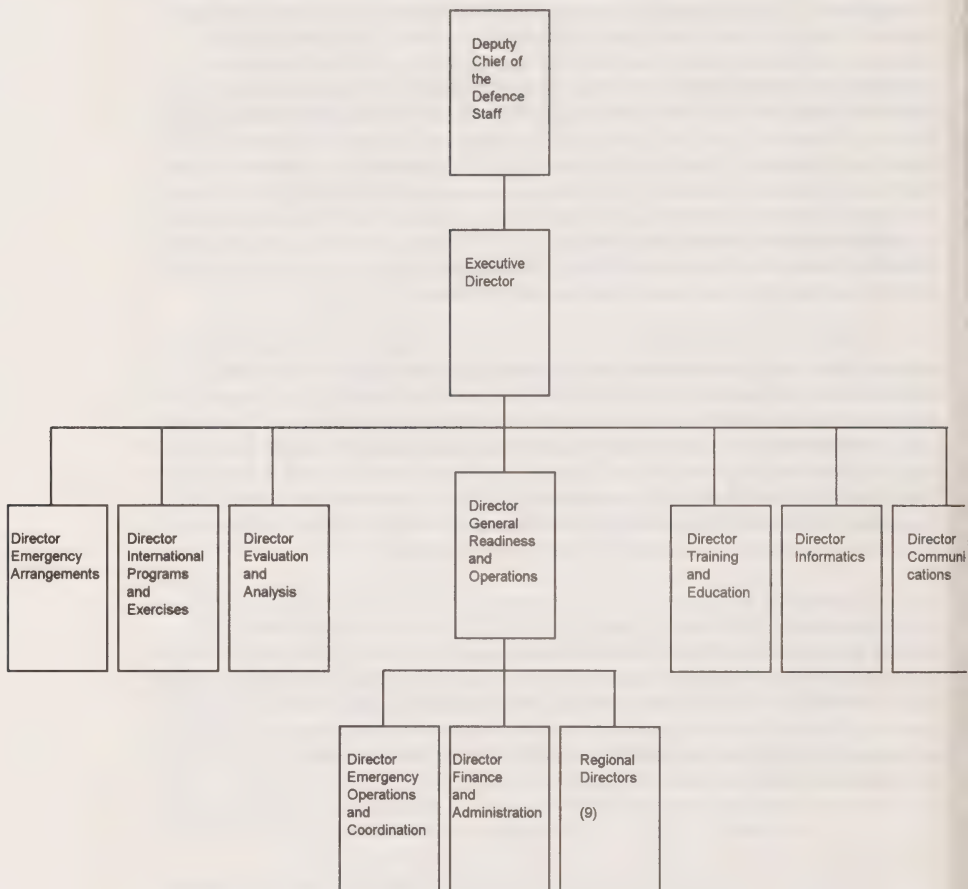 Deputy
Chief of
the
Defence
Staff
Executive
Director
Director
Emergency
Arrangements
Director
International
Programs
and
Exercises
Director
Evaluation
and
Analysis
Director
General
Readiness
and
Operations
Director
Training
and
Education
Director
Informatics
Director
Communi
cations
Director
Emergency
Operations
and
Coordination
Director
Finance
and
Administration
Regional
Directors
(9)